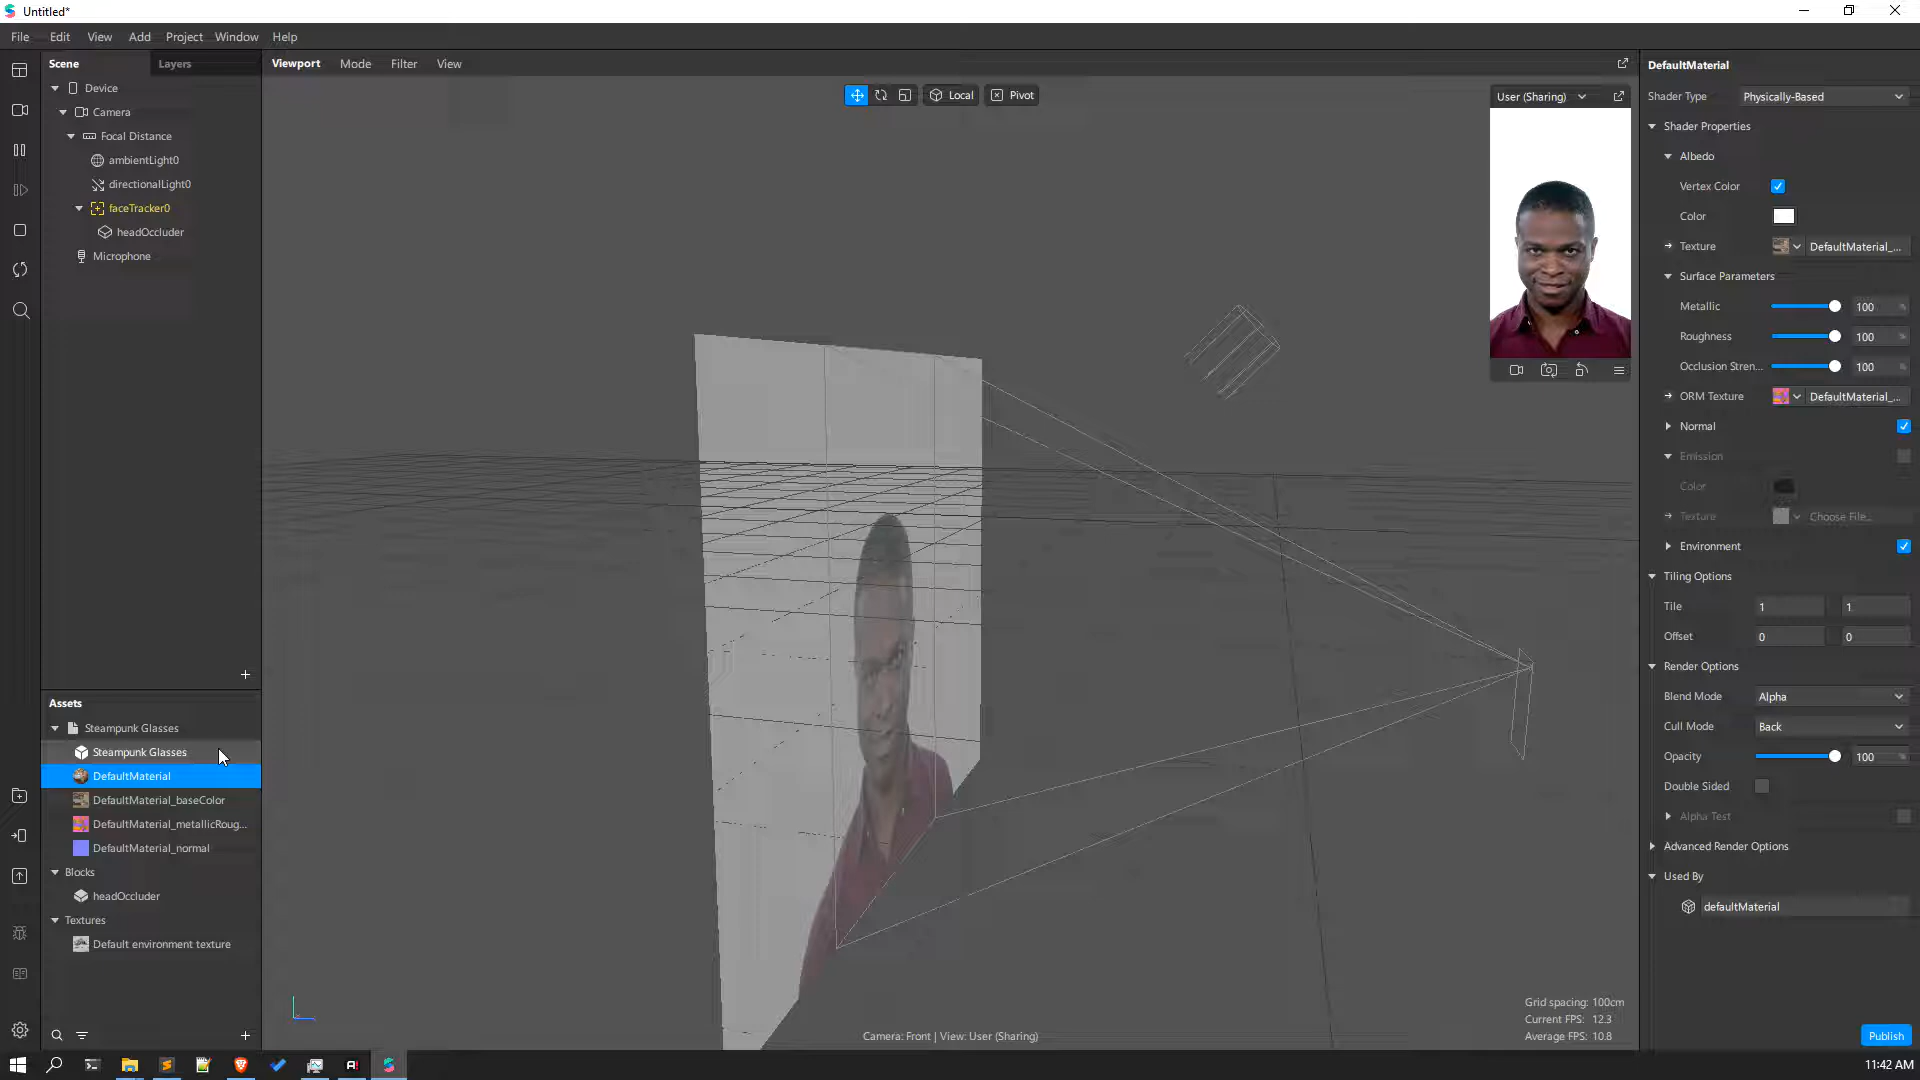 Untitled*
File Edit View Add Project Window Help
Scene Layers
Device
Camera
Focal Distance
ambientLight0
directionalLight0
faceTracker0
headOccluder
Microphone
Assets
Steampunk Glasses
Steampunk Glasses
DefaultMaterial
DefaultMaterial_baseColor
DefaultMaterial_metallicRoug...
DefaultMaterial_normal
Blocks
headOccluder
Textures
Default environment texture
Viewport Mode Filter View
Local Pivot
User (Sharing)
Grid spacing: 100cm
Current FPS: 12.3
Average FPS: 10.8
Camera: Front | View: User (Sharing)
DefaultMaterial
Shader Type Physically-Based
Shader Properties
Albedo
Vertex Color
Color
Texture DefaultMaterial_...
Surface Parameters
Metallic 100 %
Roughness 100 %
Occlusion Stren... 100 %
ORM Texture DefaultMaterial_...
Normal
Emission
Color
Texture Choose File...
Environment
Tiling Options
Tile 1 1
Offset 0 0
Render Options
Blend Mode Alpha
Cull Mode Back
Opacity 100 %
Double Sided
Alpha Test
Advanced Render Options
Used By
defaultMaterial
Publish
11:42 AM